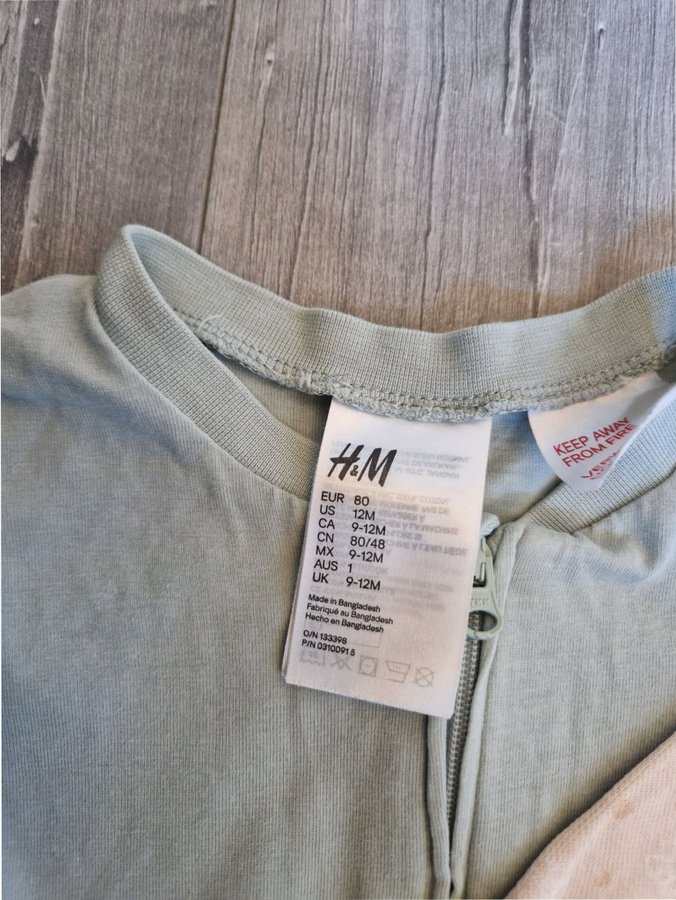 H&M
EUR 80
US 12M
CA 9-12M
CN 80/48
MX 9-12M
AUS 1
UK 9-12M
Made in Bangladesh
Fabriqué au Bangladesh
Hecho en Bangladesh
O/N 133398
P/N 0310091 5
KEEP AWAY
FROM FIRE